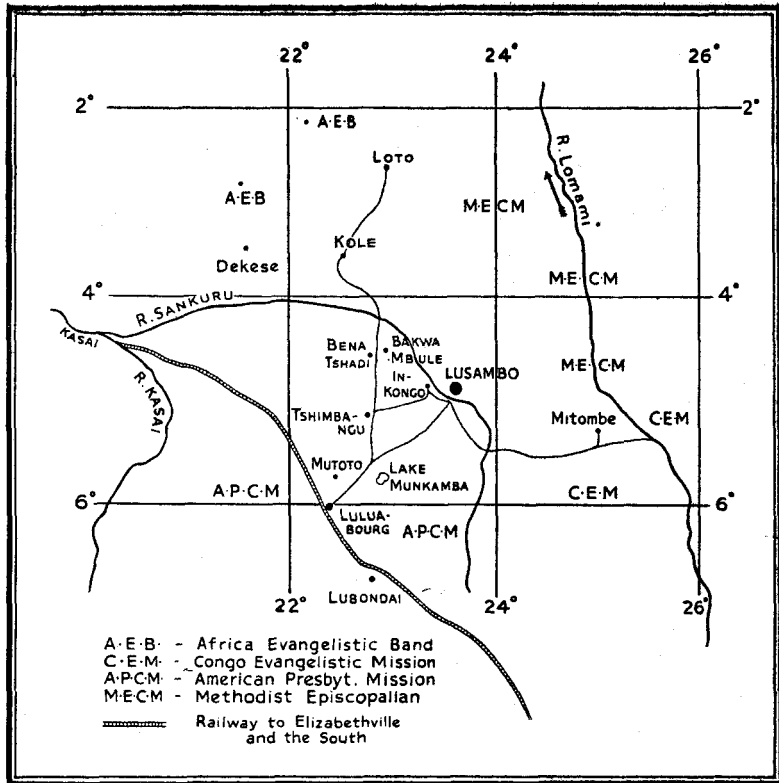 22° 24° 26°
2° 2°
A·E·B
LOTO
R. Lomami
A·E·B
M·E·C·M
KOLE
Dekese
M·E·C·M
4° 4°
R. SANKURU
KASAI
BENA
TSHADI
BAKWA
MBULE
M·E·C·M
R. KASAI
IN-
KONGO
LUSAMBO
TSHIMBA-
NGU
Mitombe
C·E·M
MUTOTO
LAKE
MUNKAMBA
A·P·C·M
C·E·M
6° 6°
LULUA-
BOURG
A·P·C·M
LUBONDAI
22° 24° 26°
A·E·B· - Africa Evangelistic Band
C·E·M· - Congo Evangelistic Mission
A·P·C·M - American Presbyt. Mission
M·E·C·M - Methodist Episcopalian
Railway to Elizabethville
and the South